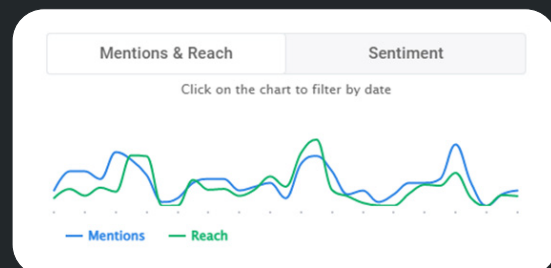 Mentions & Reach
Sentiment
Click on the chart to filter by date
Mentions
Reach